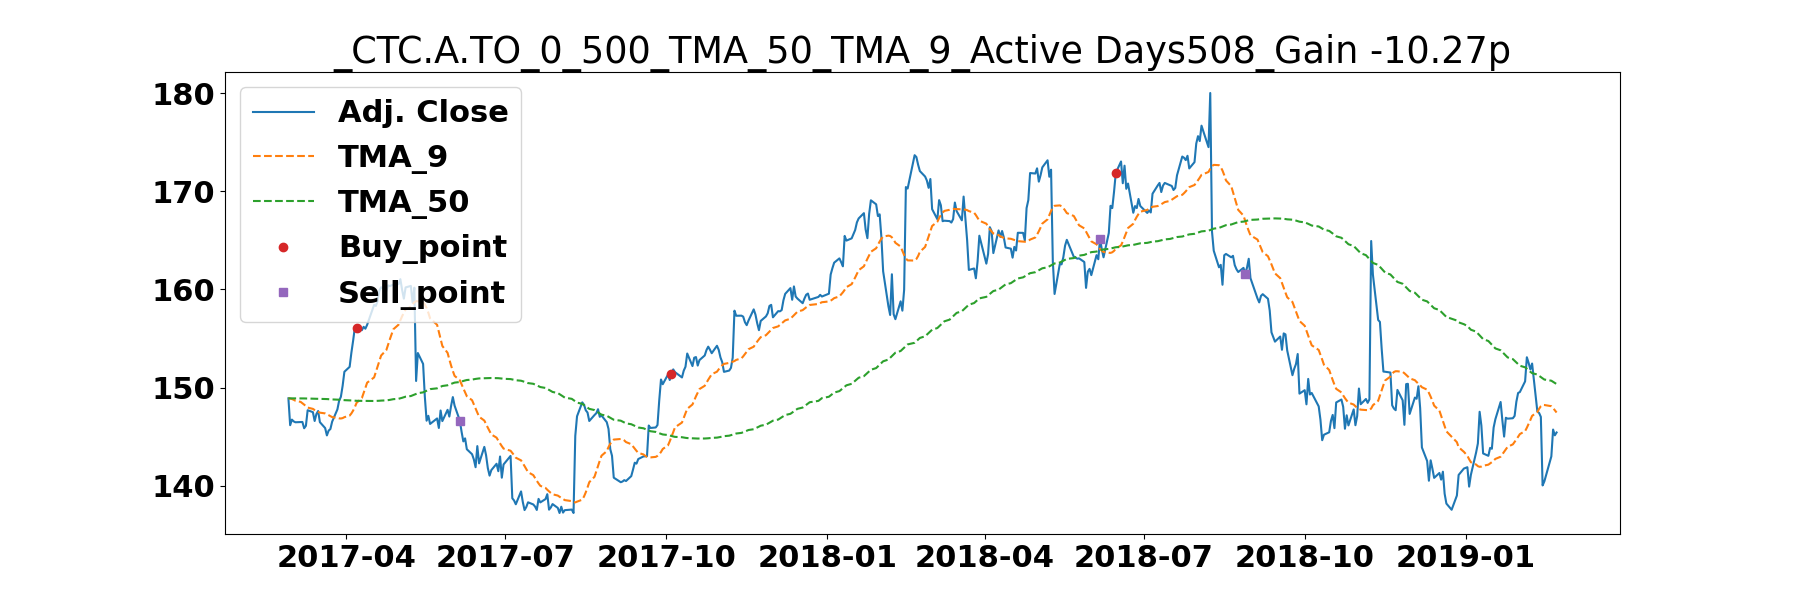 _CTC.A.TO_0_500_TMA_50_TMA_9_Active Days508_Gain -10.27p
180
170
160
150
140
Adj. Close
TMA_9
TMA_50
Buy_point
Sell_point
2017-04 2017-07 2017-10 2018-01 2018-04 2018-07 2018-10 2019-01